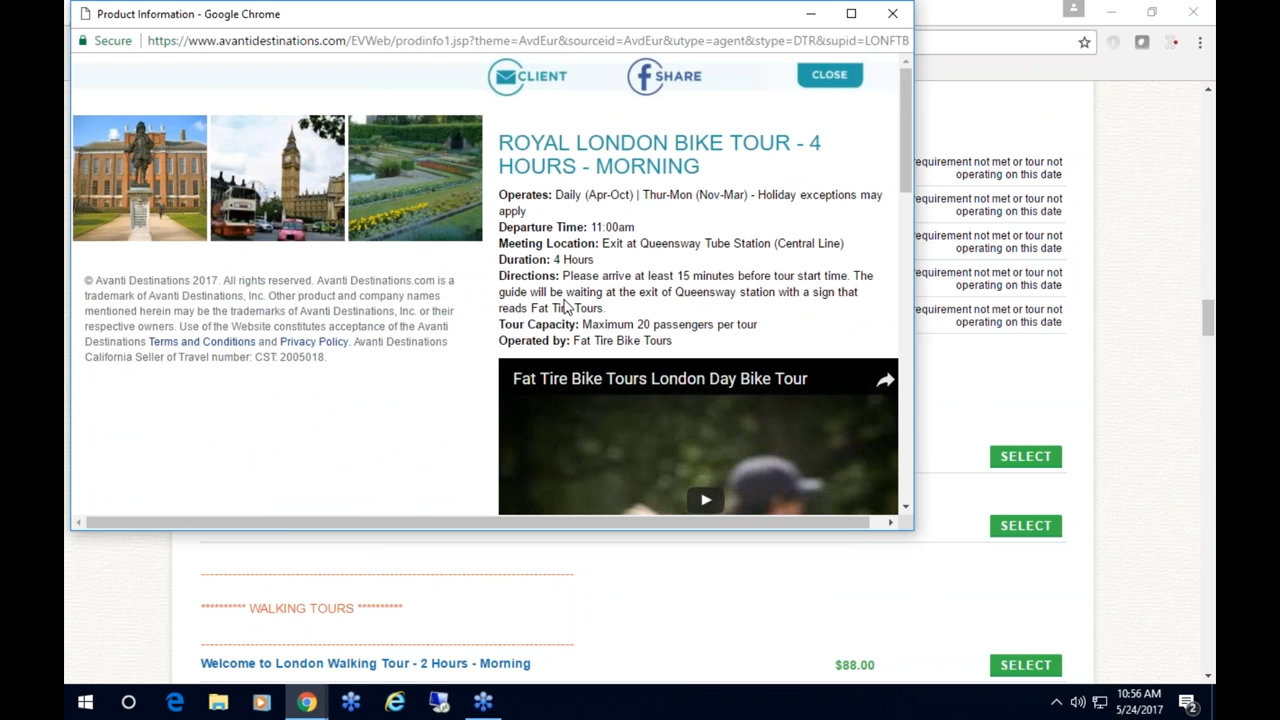 Product Information - Google Chrome
Secure
https://www.avantidestinations.com/EVWeb/prodinfo1.jsp?theme=AvdEur&sourceid=AvdEur&utype=agent&stype=DTR&supid=LONFTB
CLIENT
SHARE
CLOSE
ROYAL LONDON BIKE TOUR - 4
HOURS - MORNING
Operates: Daily (Apr-Oct) | Thur-Mon (Nov-Mar) - Holiday exceptions may
apply
Departure Time: 11:00am
Meeting Location: Exit at Queensway Tube Station (Central Line)
Duration: 4 Hours
Directions: Please arrive at least 15 minutes before tour start time. The
guide will be waiting at the exit of Queensway station with a sign that
reads Fat Tire Tours.
Tour Capacity: Maximum 20 passengers per tour
Operated by: Fat Tire Bike Tours
Fat Tire Bike Tours London Day Bike Tour
© Avanti Destinations 2017. All rights reserved. Avanti Destinations.com is a
trademark of Avanti Destinations, Inc. Other product and company names
mentioned herein may be the trademarks of Avanti Destinations, Inc. or their
respective owners. Use of the Website constitutes acceptance of the Avanti
Destinations Terms and Conditions and Privacy Policy. Avanti Destinations
California Seller of Travel number: CST: 2005018.
requirement not met or tour not
operating on this date
requirement not met or tour not
operating on this date
requirement not met or tour not
operating on this date
requirement not met or tour not
operating on this date
requirement not met or tour not
operating on this date
SELECT
SELECT
---------------------------------------------------------------------------
********** WALKING TOURS **********
---------------------------------------------------------------------------
Welcome to London Walking Tour - 2 Hours - Morning
$88.00
SELECT
10:56 AM
5/24/2017
2